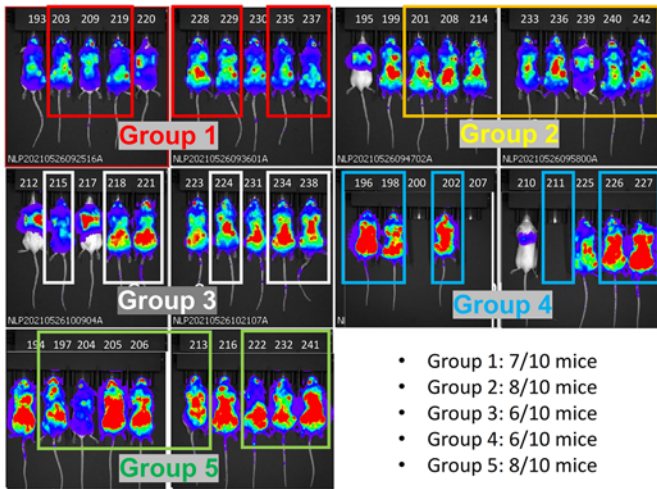 193 203 209 219 220 228 229 230 235 237 195 199 201 208 214 233 236 239 240 242
Group 1
Group 2
NLP20210526092516A NLP20210526093601A NLP20210526094702A NLP20210526095800A
212 215 217 218 221 223 224 231 234 238 196 198 200 202 207 210 211 225 226 227
Group 3
Group 4
NLP20210526100904A NLP20210526102107A
194 197 204 205 206 213 216 222 232 241
Group 5
• Group 1: 7/10 mice
• Group 2: 8/10 mice
• Group 3: 6/10 mice
• Group 4: 6/10 mice
• Group 5: 8/10 mice